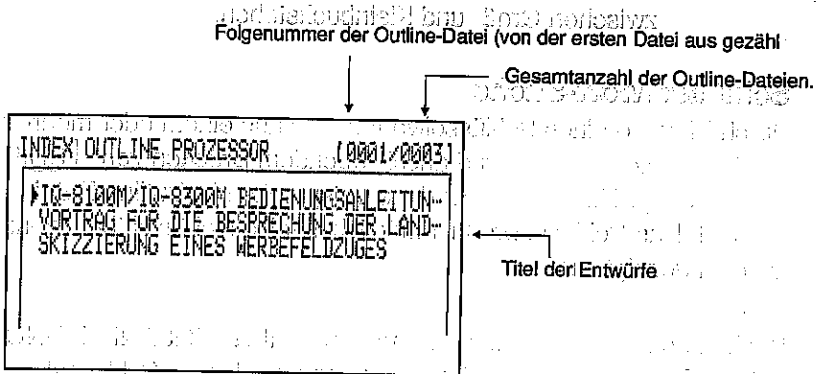 Folgenummer der Outline-Datei (von der ersten Datei aus gezähl
Gesamtanzahl der Outline-Dateien.
INDEX OUTLINE PROZESSOR [0001/0003]
IQ-8100M/IQ-8300M BEDIENUNGSANLEITUN…
VORTRAG FÜR DIE BESPRECHUNG DER LAND…
SKIZZIERUNG EINES WERBEFELDZUGES
Titel der Entwürfe